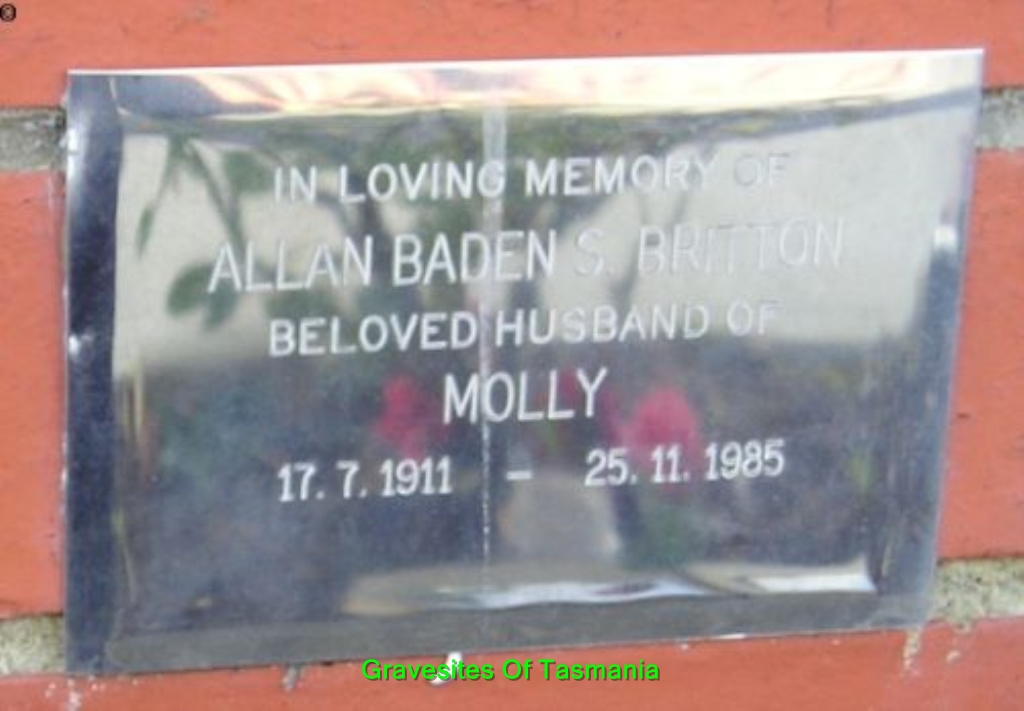 IN LOVING MEMORY OF
ALLAN BADEN S. BRITTON
BELOVED HUSBAND OF
MOLLY
17. 7. 1911 - 25. 11. 1985
Gravesites Of Tasmania